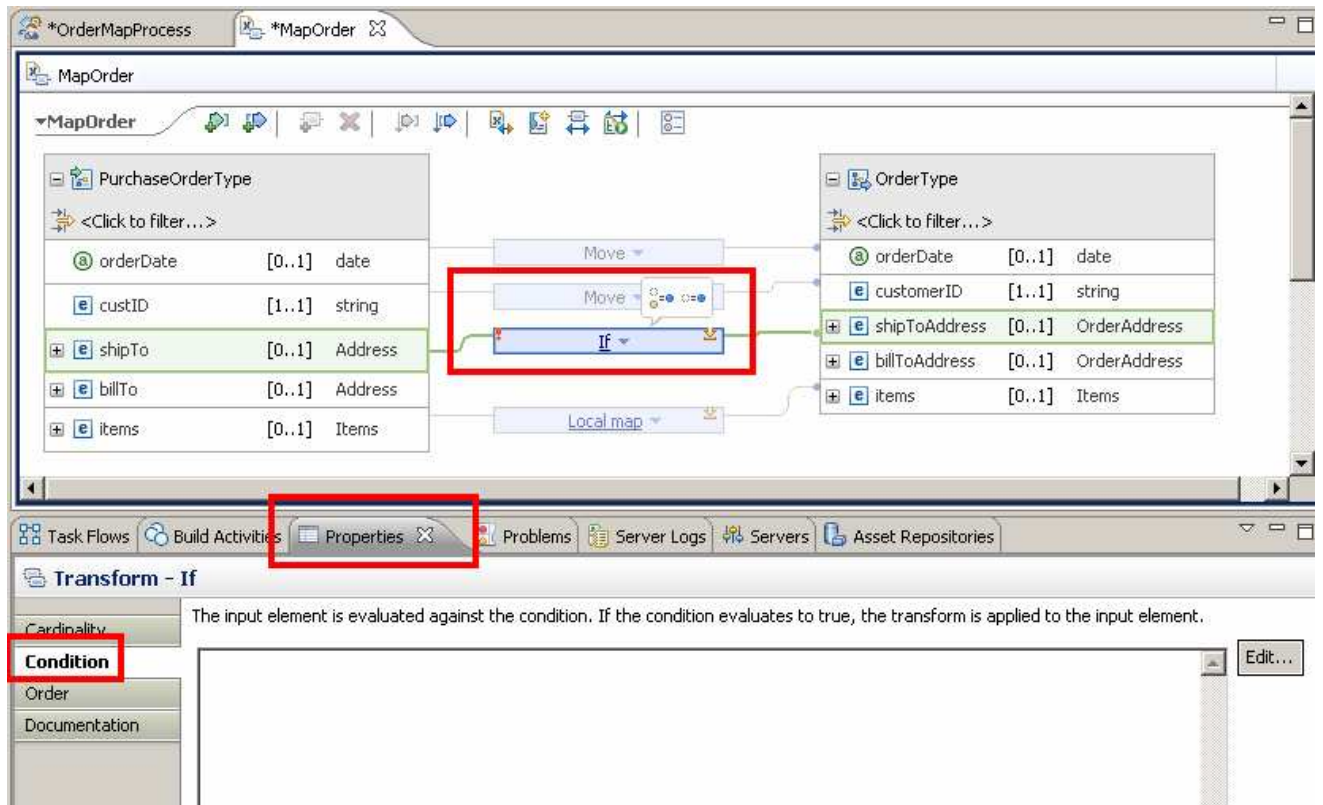 *OrderMapProcess *MapOrder
MapOrder
MapOrder
PurchaseOrderType
<Click to filter...>
orderDate [0..1] date
custID [1..1] string
shipTo [0..1] Address
billTo [0..1] Address
items [0..1] Items
Move
Move
If
Local map
OrderType
<Click to filter...>
orderDate [0..1] date
customerID [1..1] string
shipToAddress [0..1] OrderAddress
billToAddress [0..1] OrderAddress
items [0..1] Items
Task Flows Build Activities Properties Problems Server Logs Servers Asset Repositories
Transform - If
Cardinality
Condition
Order
Documentation
The input element is evaluated against the condition. If the condition evaluates to true, the transform is applied to the input element.
Edit...